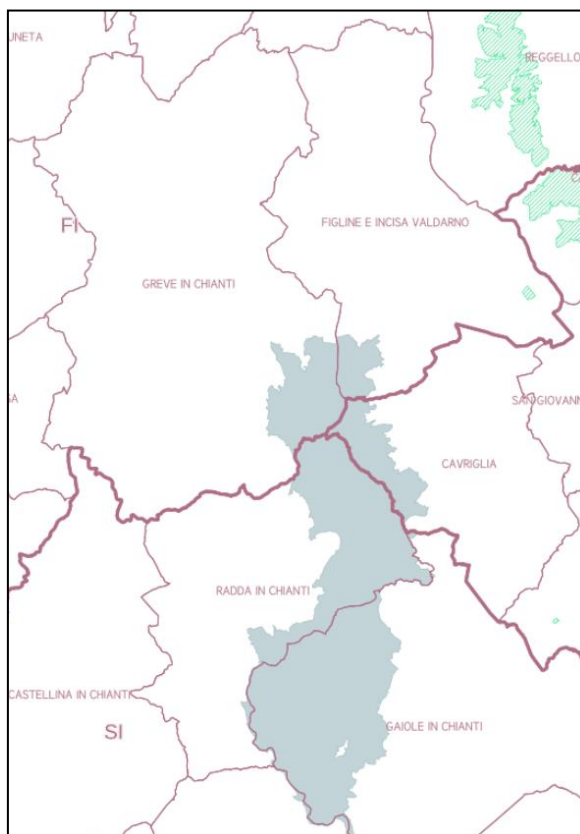 UNETA
REGGELLO
FI
FIGLINE E INCISA VALDARNO
GREVE IN CHIANTI
SAN GIOVANN
CAVRIGLIA
RADDA IN CHIANTI
CASTELLINA IN CHIANTI
GAIOLE IN CHIANTI
SI